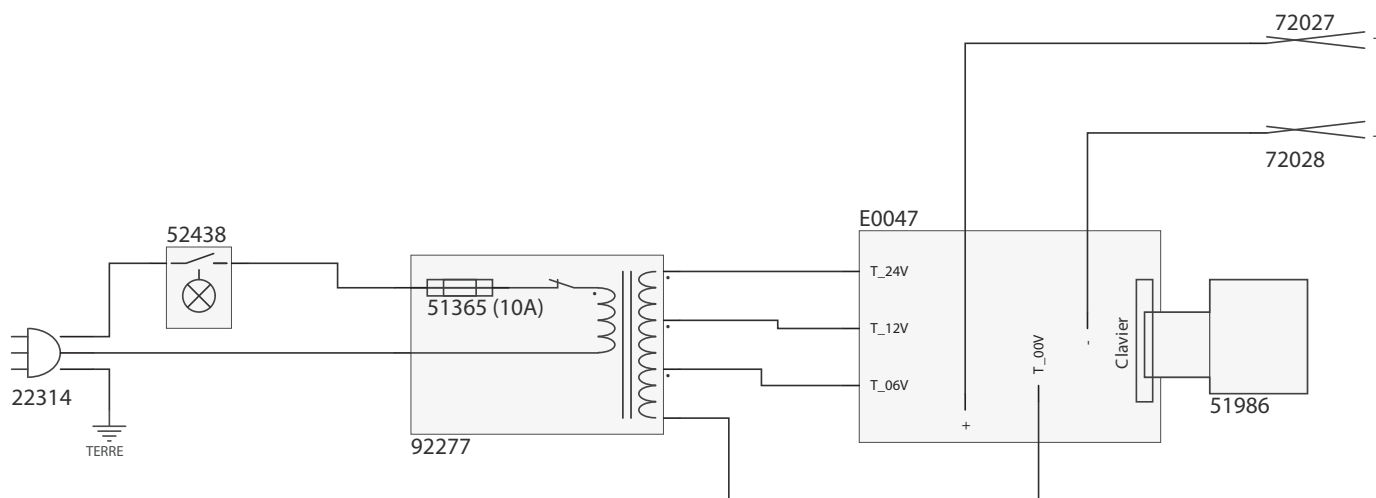 72027
72028
E0047
52438
T_24V
51365 (10A)
T_12V
T_00V
-
Clavier
T_06V
22314
51986
+
TERRE
92277